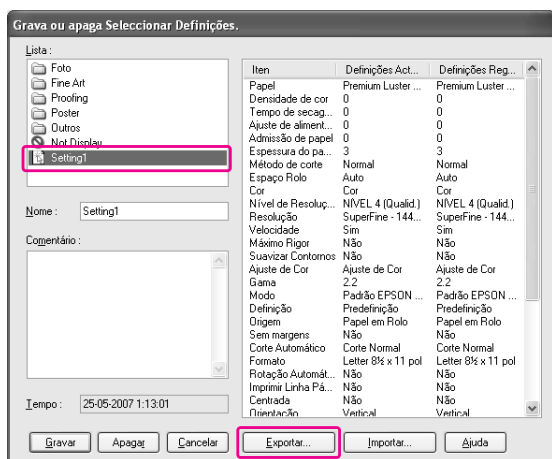 Grava ou apaga Seleccionar Definições.
Lista :
Foto
Fine Art
Proofing
Poster
Outros
Not Display
Setting1
Nome : Setting1
Comentário :
Tempo : 25-05-2007 1:13:01
Iten Definições Act... Definições Reg...
Papel Premium Luster ... Premium Luster ...
Densidade de cor 0 0
Tempo de secag... 0 0
Ajuste de aliment... 0 0
Admissão de papel 0 0
Espessura do pa... 3 3
Método de corte Normal Normal
Espaço Rolo Auto Auto
Cor Cor Cor
Nível de Resoluç... NÍVEL 4 (Qualid.) NÍVEL 4 (Qualid.)
Resolução SuperFine - 144... SuperFine - 144...
Velocidade Sim Sim
Máximo Rigor Não Não
Suavizar Contornos Não Não
Ajuste de Cor Ajuste de Cor Ajuste de Cor
Gama 2.2 2.2
Modo Padrão EPSON ... Padrão EPSON ...
Definição Predefinição Predefinição
Origem Papel em Rolo Papel em Rolo
Sem margens Não Não
Corte Automático Corte Normal Corte Normal
Formato Letter 8½ x 11 pol Letter 8½ x 11 pol
Rotação Automát... Não Não
Imprimir Linha Pá... Não Não
Centrada Não Não
Orientação Vertical Vertical
Gravar Apagar Cancelar Exportar... Importar... Ajuda